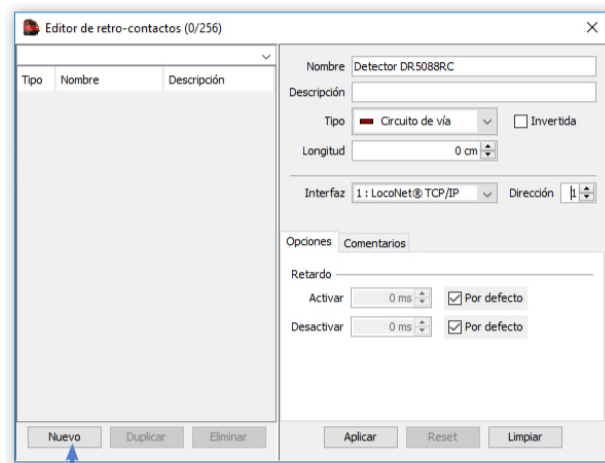 Editor de retro-contactos (0/256)
Tipo Nombre Descripción
Nombre Detector DR5088RC
Descripción
Tipo Circuito de vía Invertida
Longitud 0 cm
Interfaz 1 : LocoNet® TCP/IP Dirección 1
Opciones Comentarios
Retardo
Activar 0 ms Por defecto
Desactivar 0 ms Por defecto
Nuevo Duplicar Eliminar Aplicar Reset Limpiar